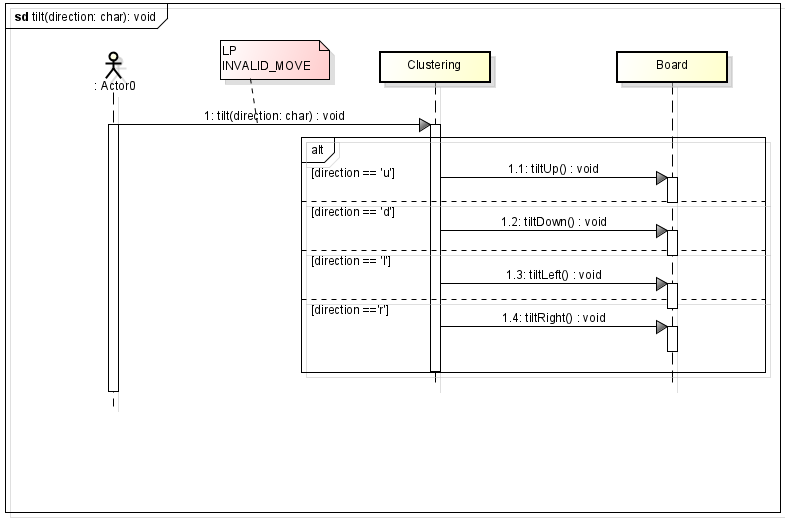 sd tilt(direction: char): void
LP
INVALID_MOVE
: Actor0
Clustering
Board
1: tilt(direction: char) : void
alt
[direction == 'u']
1.1: tiltUp() : void
[direction == 'd']
1.2: tiltDown() : void
[direction == 'l']
1.3: tiltLeft() : void
[direction =='r']
1.4: tiltRight() : void